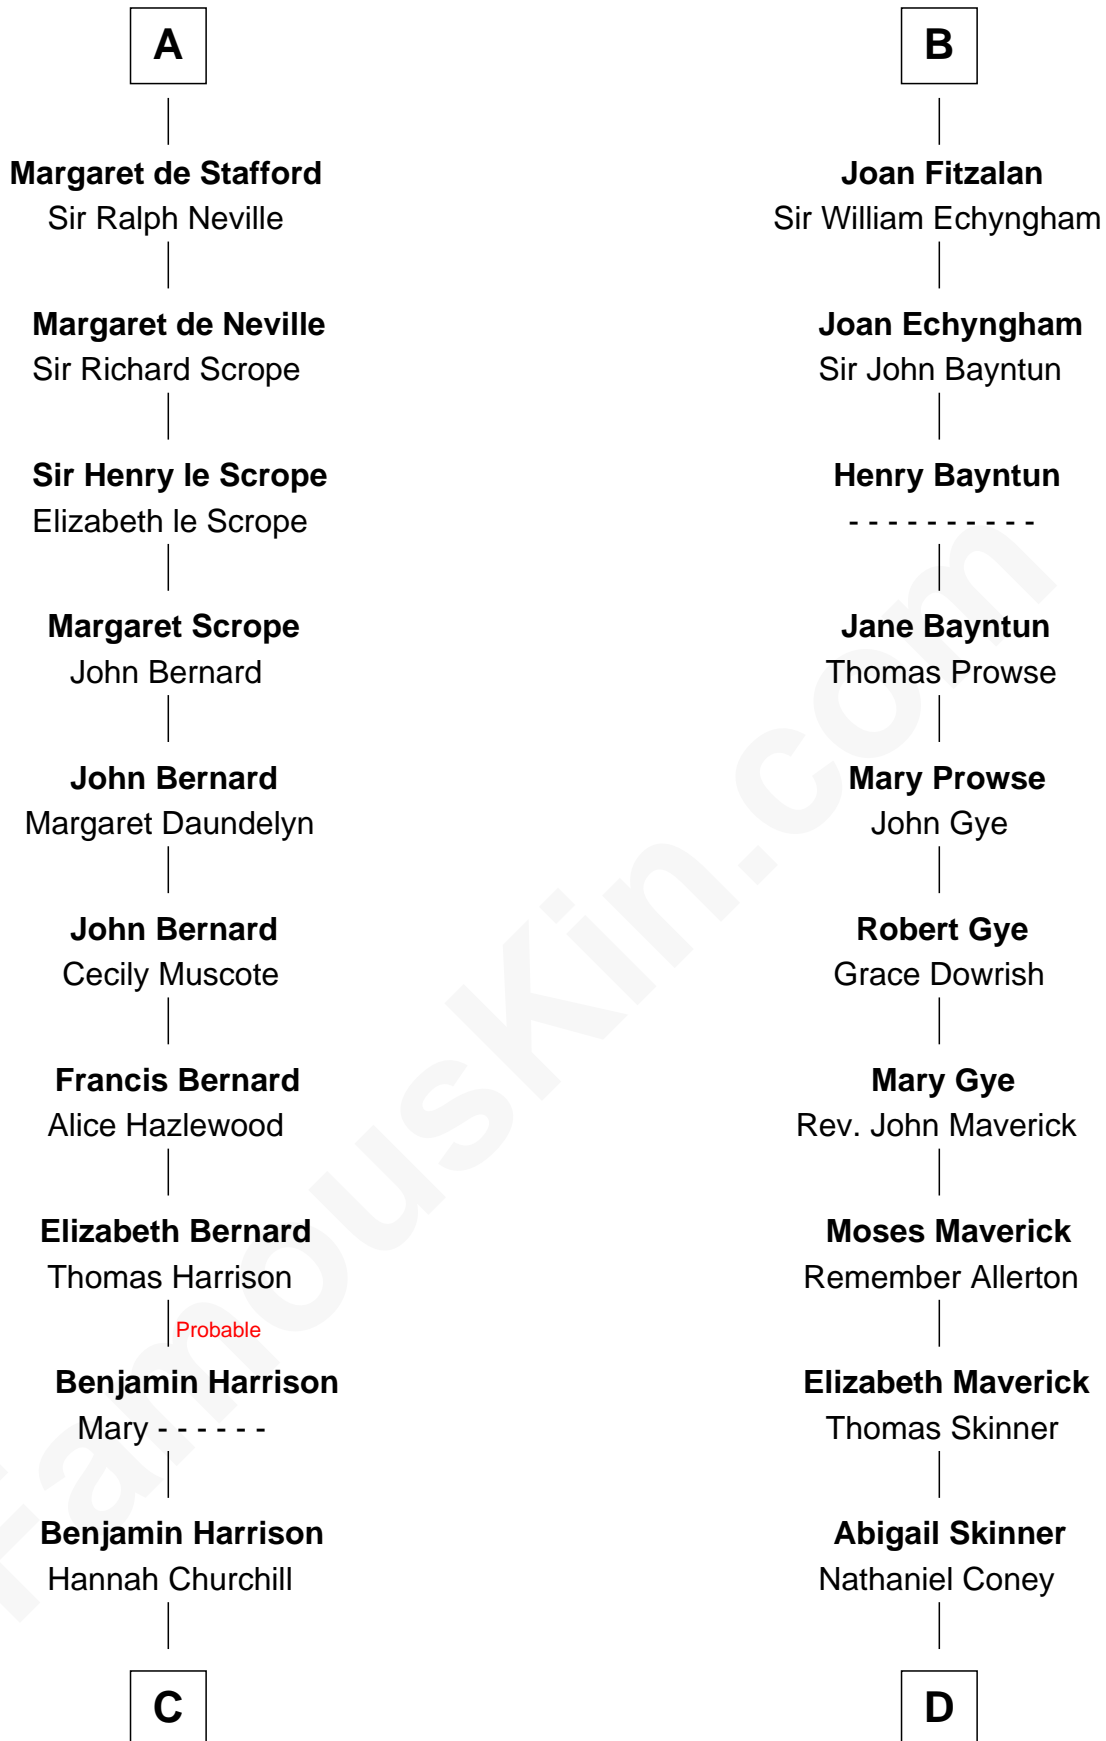 A
Margaret de Stafford
Sir Ralph Neville
Margaret de Neville
Sir Richard Scrope
Sir Henry le Scrope
Elizabeth le Scrope
Margaret Scrope
John Bernard
John Bernard
Margaret Daundelyn
John Bernard
Cecily Muscote
Francis Bernard
Alice Hazlewood
Elizabeth Bernard
Thomas Harrison
Probable
Benjamin Harrison
Mary - - - - - -
Benjamin Harrison
Hannah Churchill
C
B
Joan Fitzalan
Sir William Echyngham
Joan Echyngham
Sir John Bayntun
Henry Bayntun
- - - - - - - - - -
Jane Bayntun
Thomas Prowse
Mary Prowse
John Gye
Robert Gye
Grace Dowrish
Mary Gye
Rev. John Maverick
Moses Maverick
Remember Allerton
Elizabeth Maverick
Thomas Skinner
Abigail Skinner
Nathaniel Coney
D
FamousKin.com